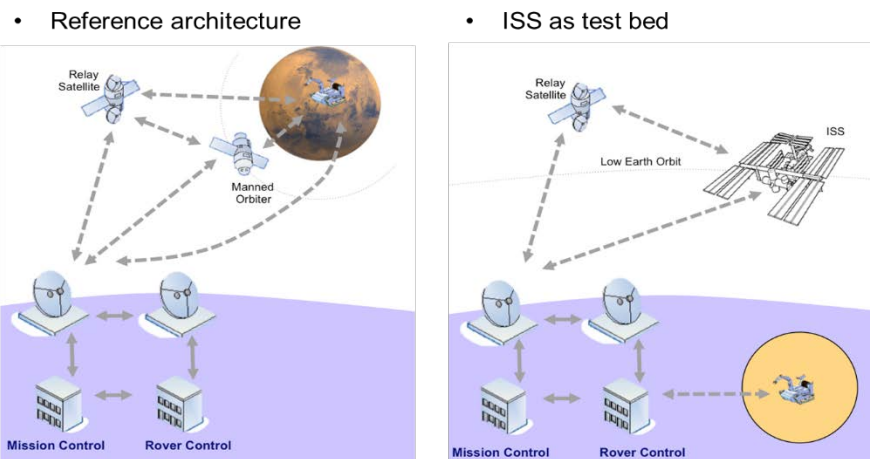 • Reference architecture
Relay
Satellite
Manned
Orbiter
Mission Control
Rover Control
• ISS as test bed
Relay
Satellite
ISS
Low Earth Orbit
Mission Control
Rover Control